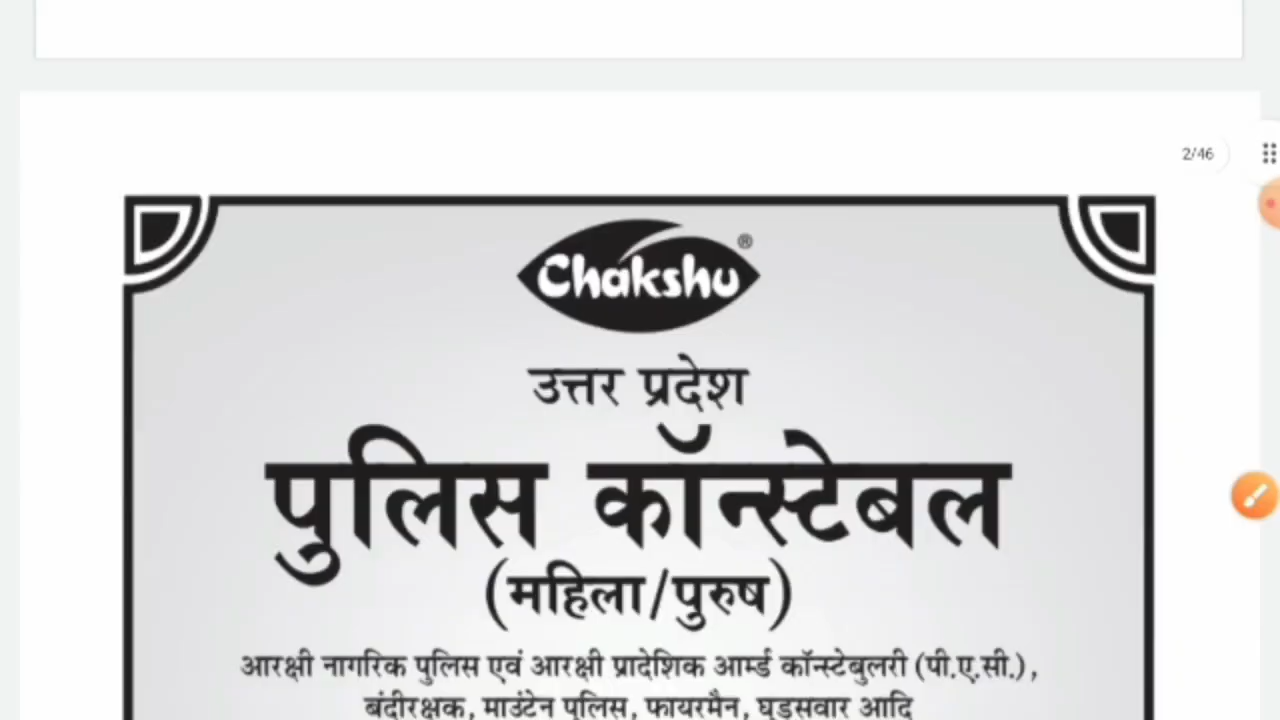 2/46
Chakshu®
उत्तर प्रदेश
पुलिस कॉन्स्टेबल
(महिला/पुरुष)
आरक्षी नागरिक पुलिस एवं आरक्षी प्रादेशिक आर्म्ड कॉन्स्टेबुलरी (पी.ए.सी.),
बंदीरक्षक, माउंटेन पुलिस, फायरमैन, घुड़सवार आदि